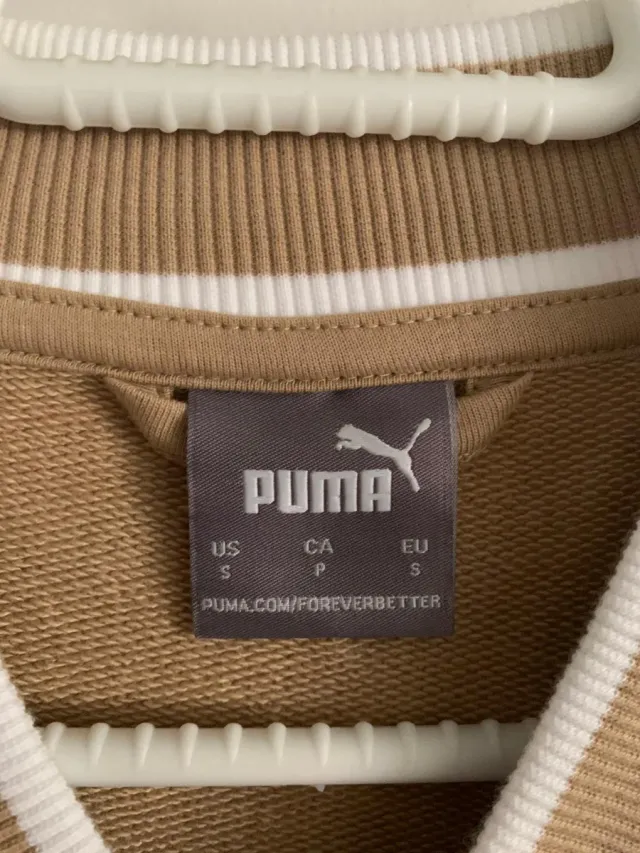 PUMA
US CA EU
S P S
PUMA.COM/FOREVERBETTER